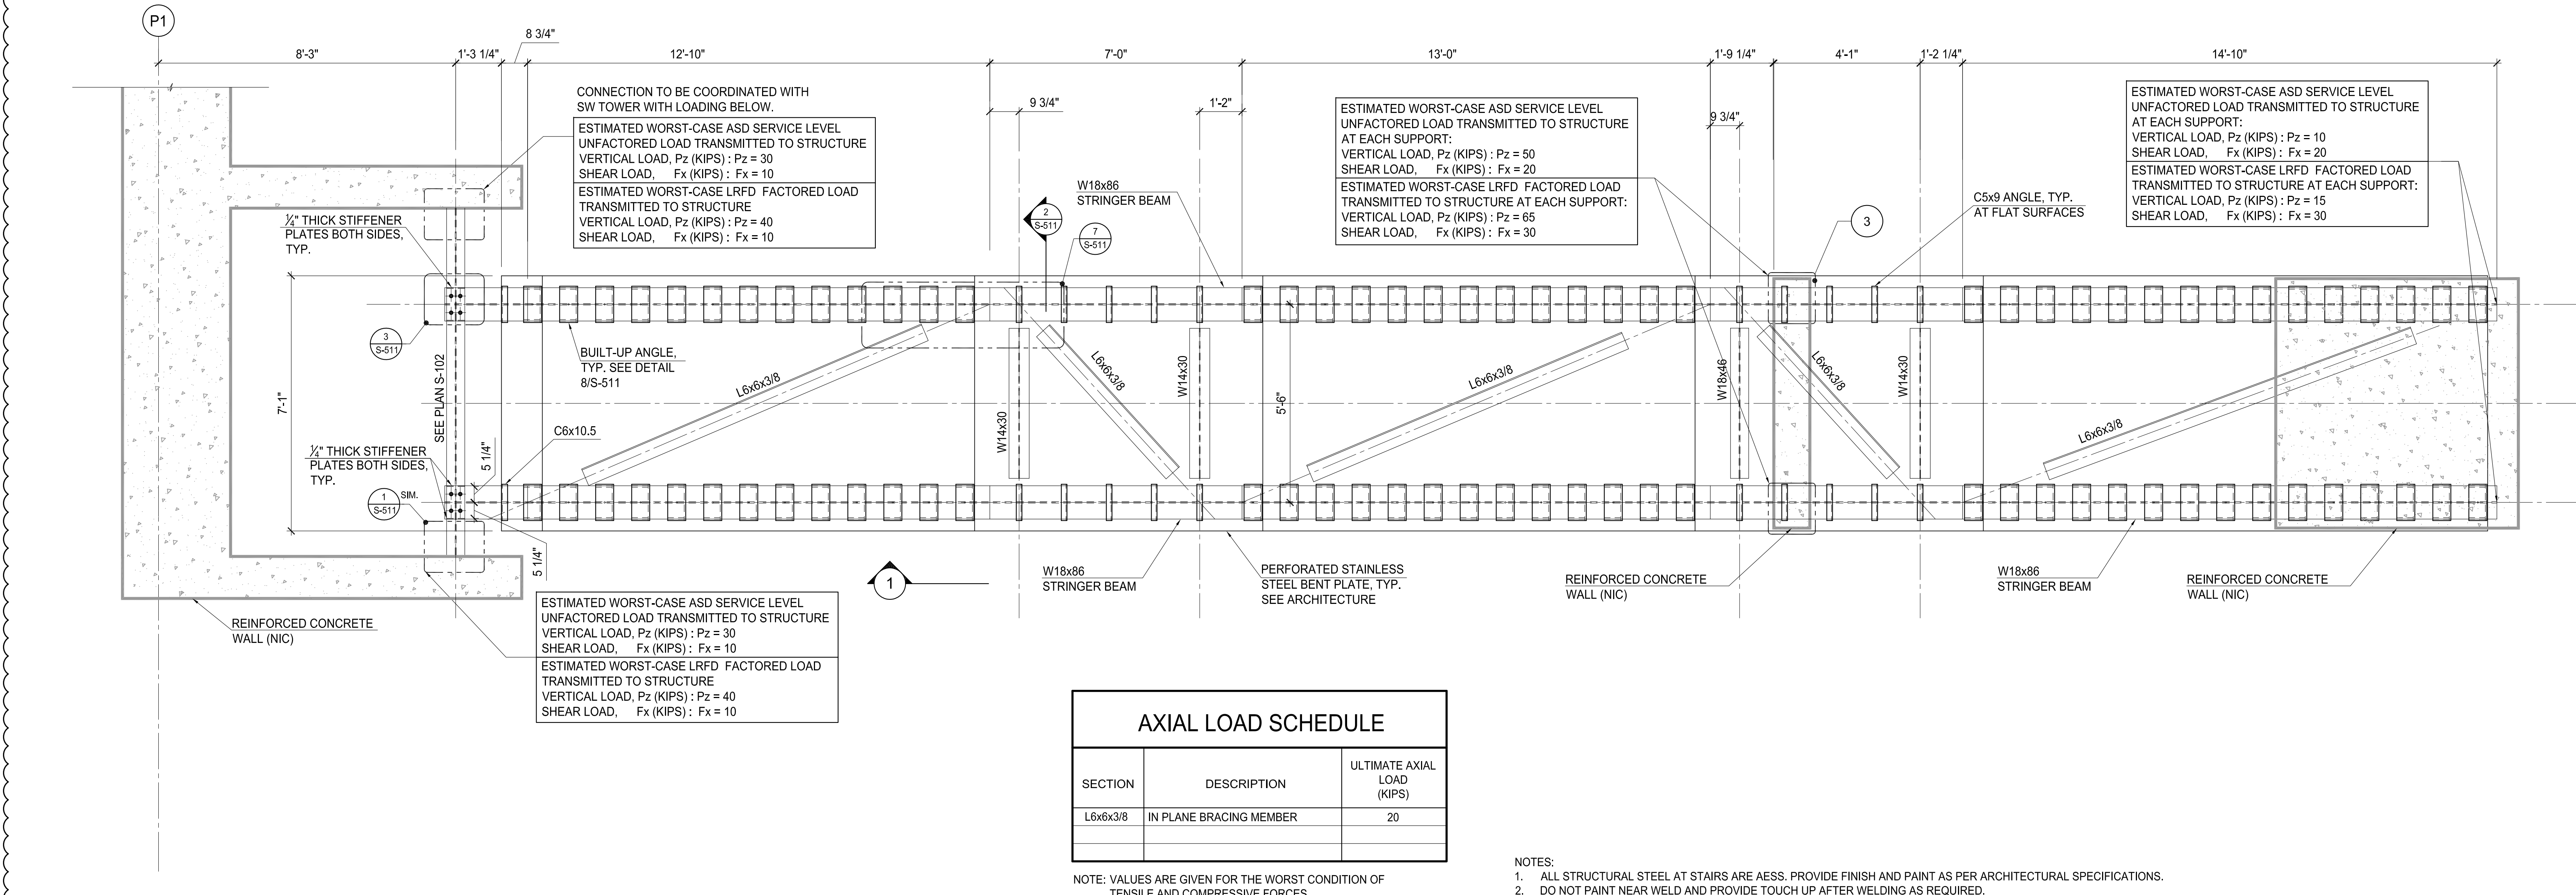 P1
8'-3"
1'-3 1/4"
8 3/4"
12'-10"
7'-0"
13'-0"
1'-9 1/4"
4'-1"
1'-2 1/4"
14'-10"
9 3/4"
1'-2"
9 3/4"
CONNECTION TO BE COORDINATED WITH
SW TOWER WITH LOADING BELOW.
ESTIMATED WORST-CASE ASD SERVICE LEVEL
UNFACTORED LOAD TRANSMITTED TO STRUCTURE
VERTICAL LOAD, Pz (KIPS) : Pz = 30
SHEAR LOAD, Fx (KIPS) : Fx = 10
ESTIMATED WORST-CASE LRFD FACTORED LOAD
TRANSMITTED TO STRUCTURE
VERTICAL LOAD, Pz (KIPS) : Pz = 40
SHEAR LOAD, Fx (KIPS) : Fx = 10
ESTIMATED WORST-CASE ASD SERVICE LEVEL
UNFACTORED LOAD TRANSMITTED TO STRUCTURE
AT EACH SUPPORT:
VERTICAL LOAD, Pz (KIPS) : Pz = 50
SHEAR LOAD, Fx (KIPS) : Fx = 20
ESTIMATED WORST-CASE LRFD FACTORED LOAD
TRANSMITTED TO STRUCTURE AT EACH SUPPORT:
VERTICAL LOAD, Pz (KIPS) : Pz = 65
SHEAR LOAD, Fx (KIPS) : Fx = 30
ESTIMATED WORST-CASE ASD SERVICE LEVEL
UNFACTORED LOAD TRANSMITTED TO STRUCTURE
AT EACH SUPPORT:
VERTICAL LOAD, Pz (KIPS) : Pz = 10
SHEAR LOAD, Fx (KIPS) : Fx = 20
ESTIMATED WORST-CASE LRFD FACTORED LOAD
TRANSMITTED TO STRUCTURE AT EACH SUPPORT:
VERTICAL LOAD, Pz (KIPS) : Pz = 15
SHEAR LOAD, Fx (KIPS) : Fx = 30
W18x86
STRINGER BEAM
2
S-511
7
S-511
3
C5x9 ANGLE, TYP.
AT FLAT SURFACES
¼" THICK STIFFENER
PLATES BOTH SIDES,
TYP.
3
S-511
BUILT-UP ANGLE,
TYP. SEE DETAIL
8/S-511
7'-1"
SEE PLAN S-102
L6x6x3/8
W14x30
L6x6x3/8
W14x30
5'-6"
L6x6x3/8
W18x46
L6x6x3/8
W14x30
L6x6x3/8
C6x10.5
5 1/4"
¼" THICK STIFFENER
PLATES BOTH SIDES,
TYP.
1
S-511
SIM.
5 1/4"
1
W18x86
STRINGER BEAM
PERFORATED STAINLESS
STEEL BENT PLATE, TYP.
SEE ARCHITECTURE
REINFORCED CONCRETE
WALL (NIC)
W18x86
STRINGER BEAM
REINFORCED CONCRETE
WALL (NIC)
REINFORCED CONCRETE
WALL (NIC)
ESTIMATED WORST-CASE ASD SERVICE LEVEL
UNFACTORED LOAD TRANSMITTED TO STRUCTURE
VERTICAL LOAD, Pz (KIPS) : Pz = 30
SHEAR LOAD, Fx (KIPS) : Fx = 10
ESTIMATED WORST-CASE LRFD FACTORED LOAD
TRANSMITTED TO STRUCTURE
VERTICAL LOAD, Pz (KIPS) : Pz = 40
SHEAR LOAD, Fx (KIPS) : Fx = 10
AXIAL LOAD SCHEDULE
SECTION DESCRIPTION ULTIMATE AXIAL
LOAD
(KIPS)
L6x6x3/8 IN PLANE BRACING MEMBER 20
NOTE: VALUES ARE GIVEN FOR THE WORST CONDITION OF
TENSILE AND COMPRESSIVE FORCES
NOTES:
1. ALL STRUCTURAL STEEL AT STAIRS ARE AESS. PROVIDE FINISH AND PAINT AS PER ARCHITECTURAL SPECIFICATIONS.
2. DO NOT PAINT NEAR WELD AND PROVIDE TOUCH UP AFTER WELDING AS REQUIRED.